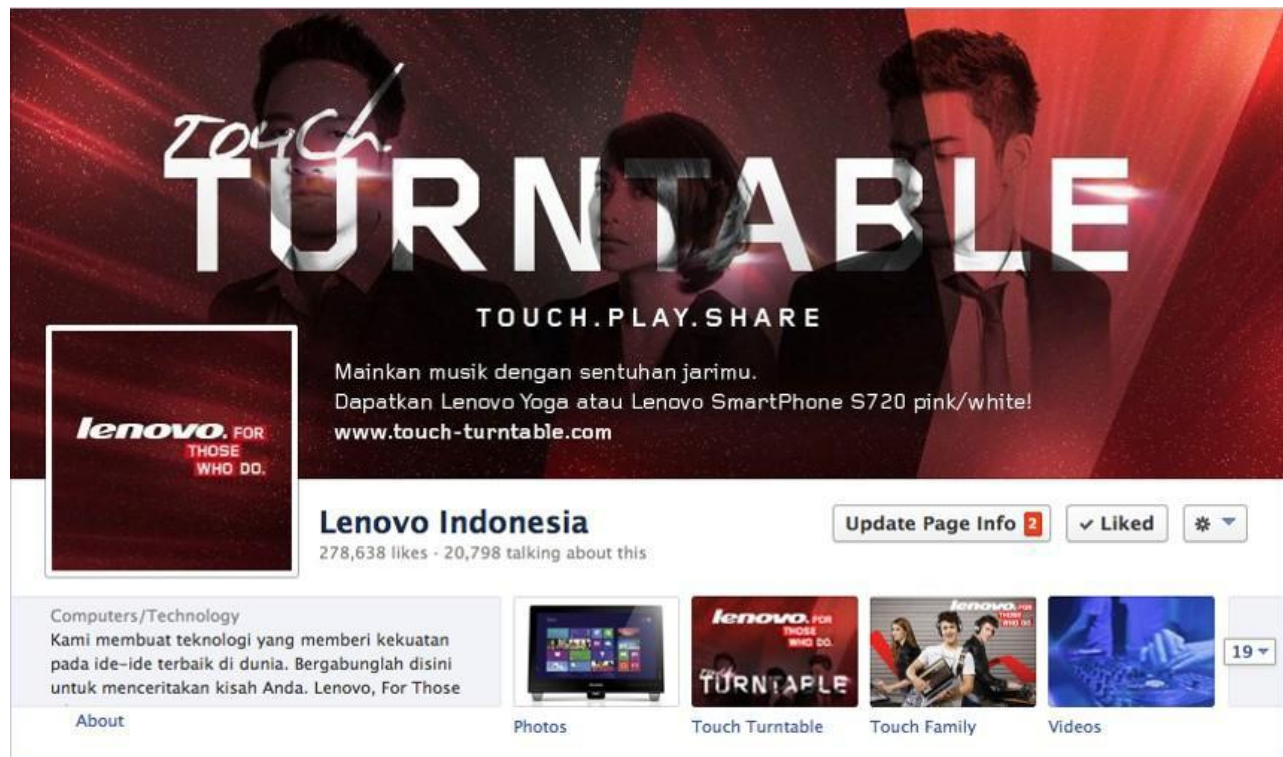 Touch.
TURNTABLE
TOUCH.PLAY.SHARE
Mainkan musik dengan sentuhan jarimu.
Dapatkan Lenovo Yoga atau Lenovo SmartPhone S720 pink/white!
www.touch-turntable.com
lenovo. FOR
THOSE
WHO DO.
Lenovo Indonesia
278,638 likes · 20,798 talking about this
Update Page Info 2
✓ Liked
Computers/Technology
Kami membuat teknologi yang memberi kekuatan
pada ide-ide terbaik di dunia. Bergabunglah disini
untuk menceritakan kisah Anda. Lenovo, For Those
About
lenovo. FOR
THOSE
WHO DO.
Touch.
TURNTABLE
lenovo. FOR
THOSE
WHO DO.
19
Photos
Touch Turntable
Touch Family
Videos